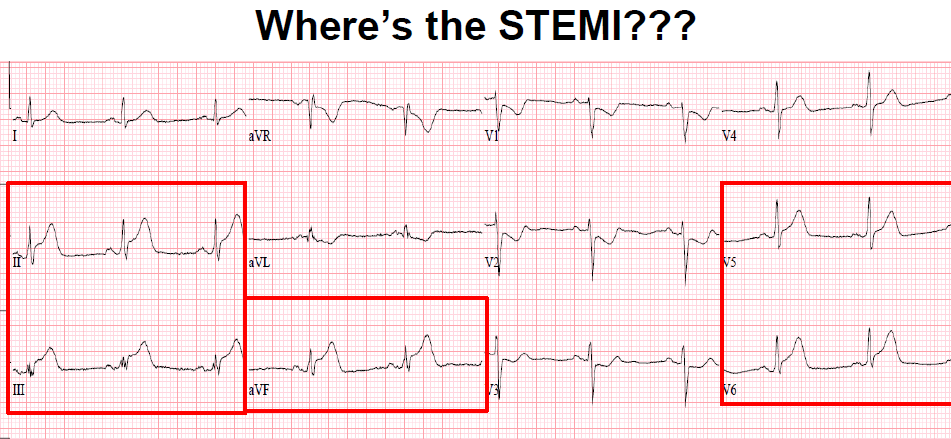 Where's the STEMI???
I aVR V1 V4
II aVL V2 V5
III aVF V3 V6